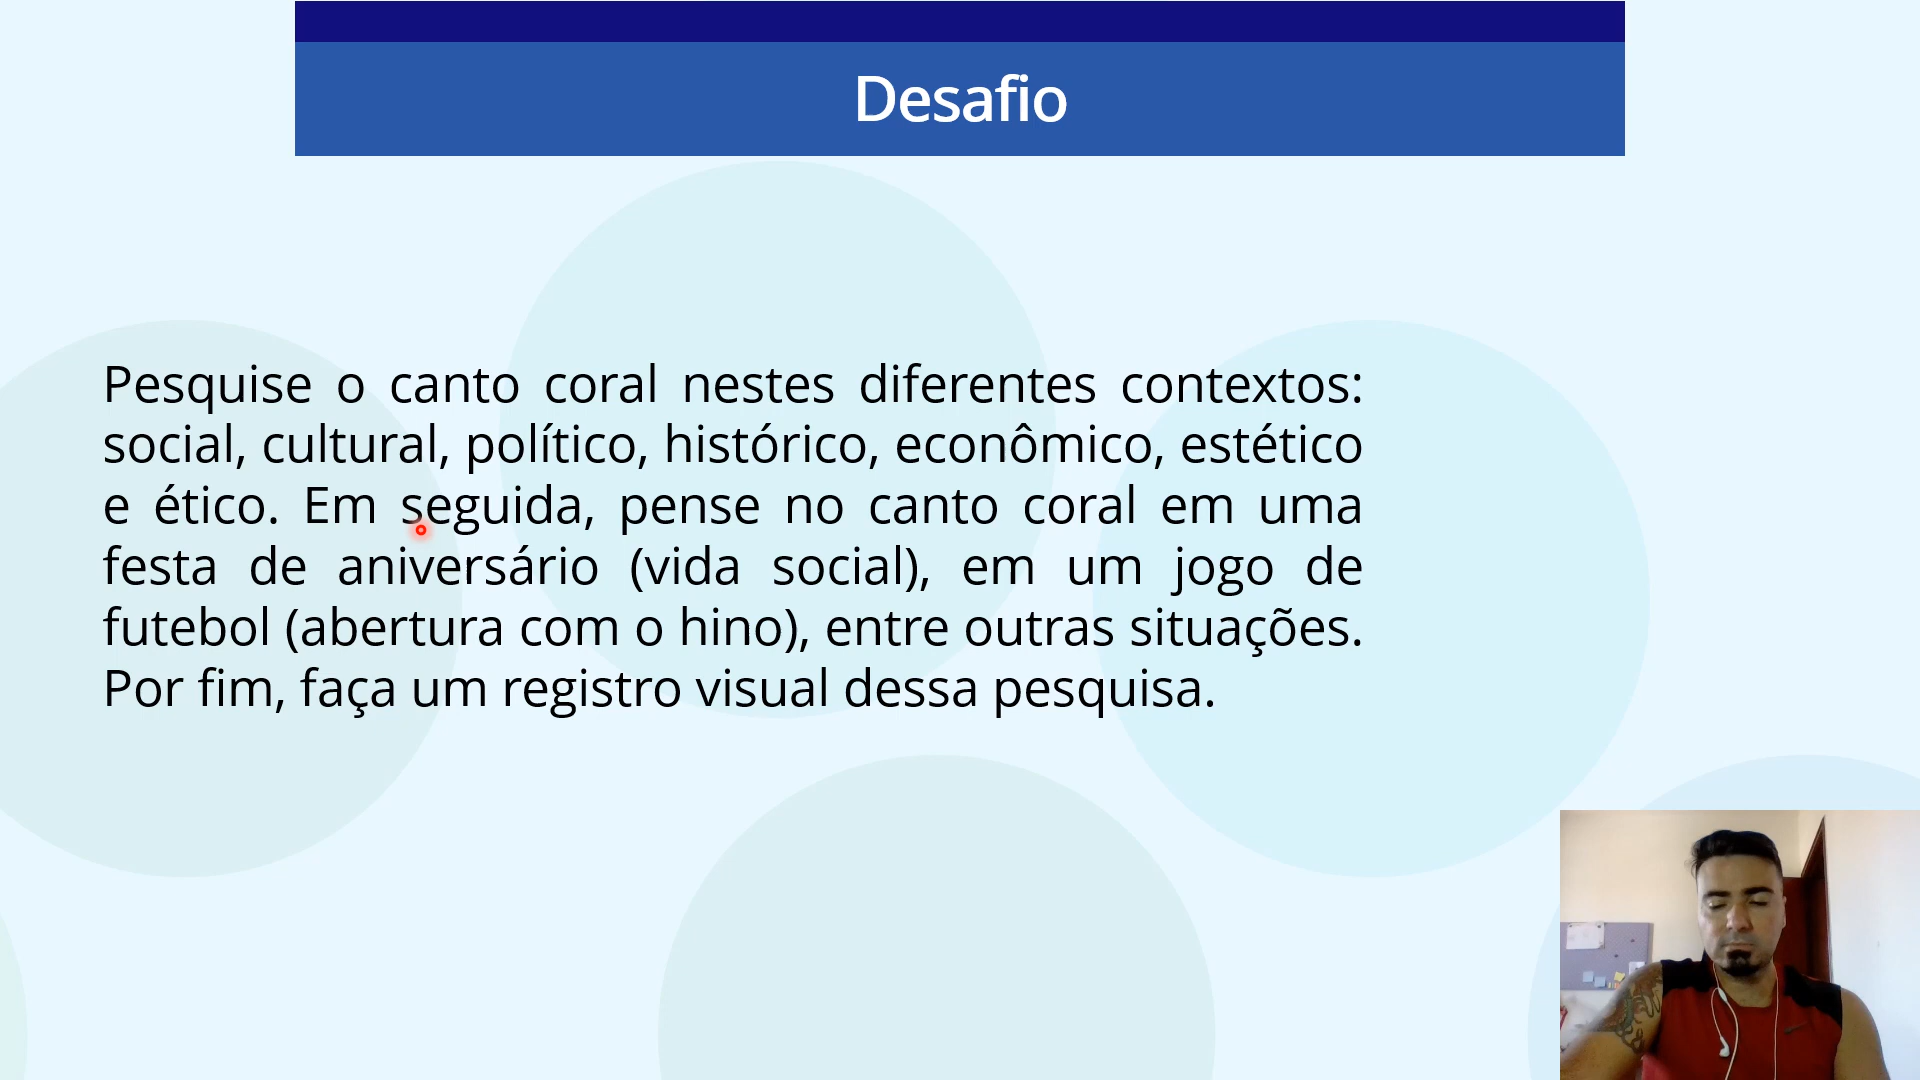 Desafio
Pesquise o canto coral nestes diferentes contextos:
social, cultural, político, histórico, econômico, estético
e ético. Em seguida, pense no canto coral em uma
festa de aniversário (vida social), em um jogo de
futebol (abertura com o hino), entre outras situações.
Por fim, faça um registro visual dessa pesquisa.